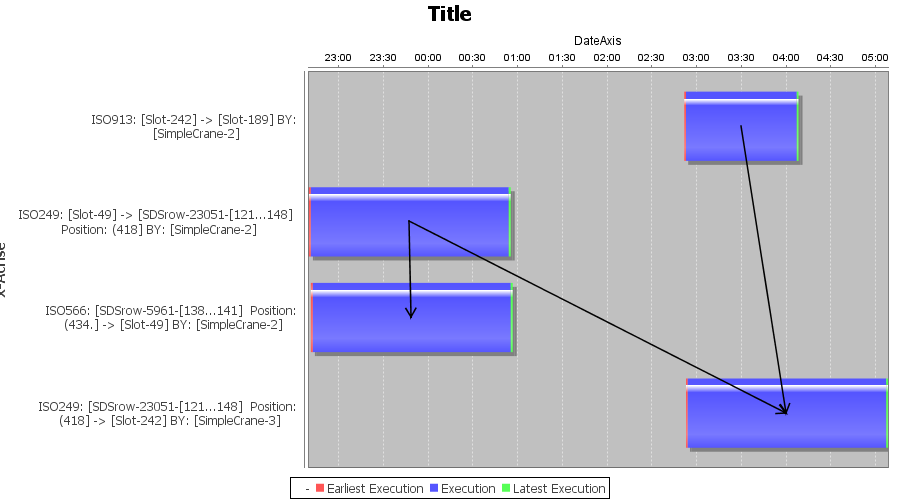 Title
DateAxis
23:00 23:30 00:00 00:30 01:00 01:30 02:00 02:30 03:00 03:30 04:00 04:30 05:00
ISO913: [Slot-242] -> [Slot-189] BY:
[SimpleCrane-2]
ISO249: [Slot-49] -> [SDSrow-23051-[121...148]
Position: (418] BY: [SimpleCrane-2]
ISO566: [SDSrow-5961-[138...141] Position:
(434.] -> [Slot-49] BY: [SimpleCrane-2]
ISO249: [SDSrow-23051-[121...148] Position:
(418] -> [Slot-242] BY: [SimpleCrane-3]
- Earliest Execution Execution Latest Execution